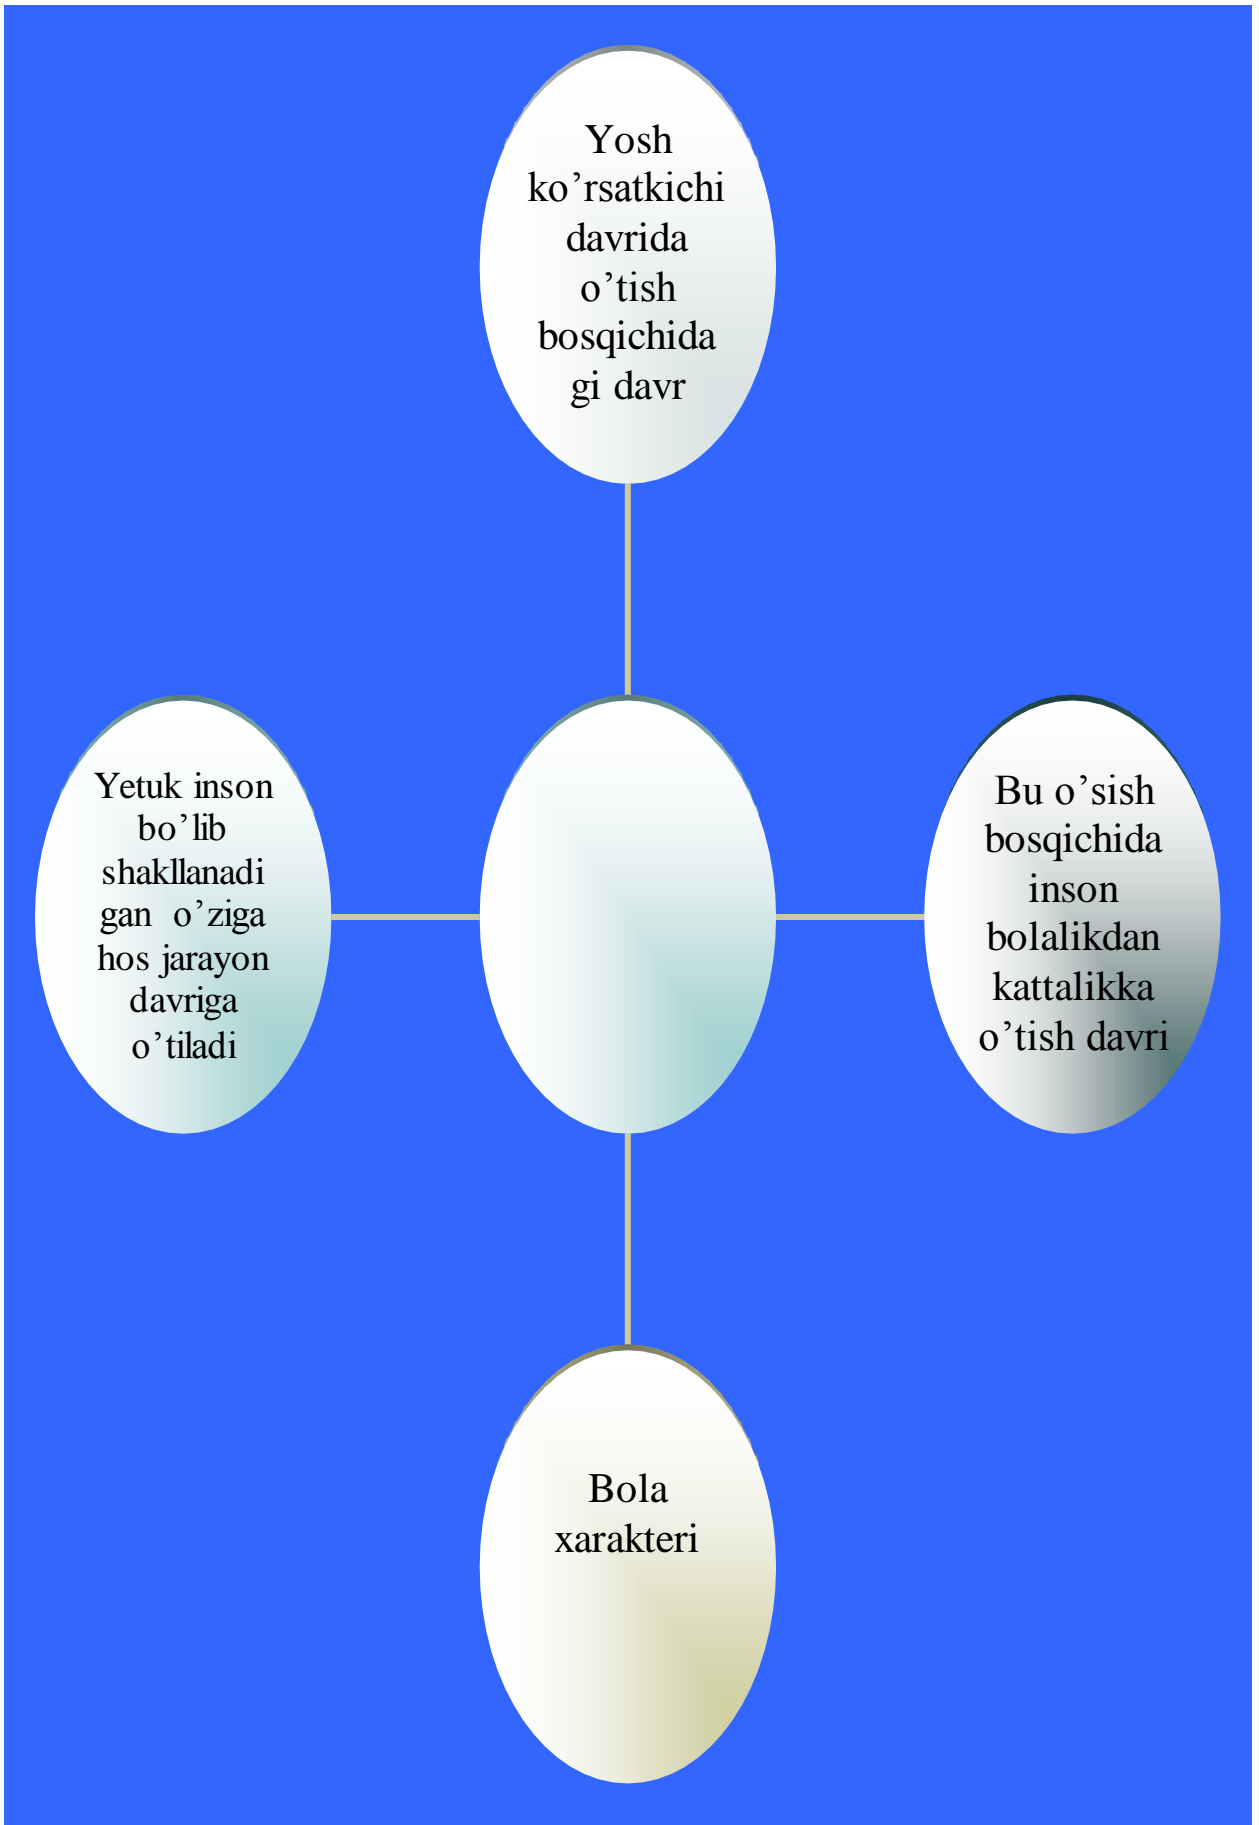 Yosh
ko’rsatkichi
davrida
o’tish
bosqichida
gi davr
Yetuk inson
bo’lib
shakllanadi
gan o’ziga
hos jarayon
davriga
o’tiladi
Bu o’sish
bosqichida
inson
bolalikdan
kattalikka
o’tish davri
Bola
xarakteri